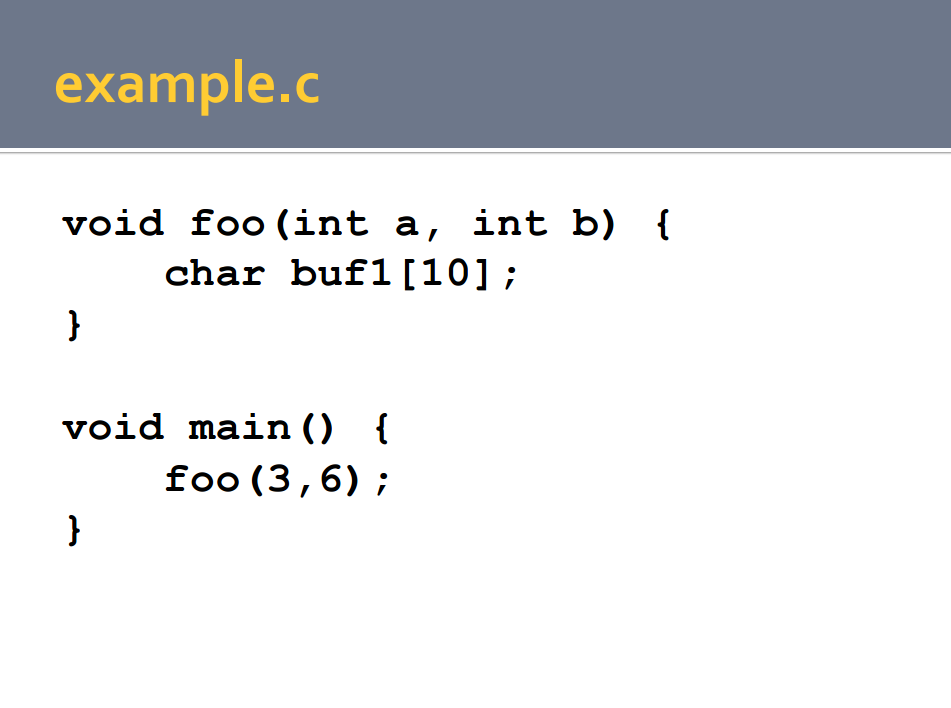 example.c
void foo(int a, int b) {
    char buf1[10];
}
void main() {
    foo(3,6);
}